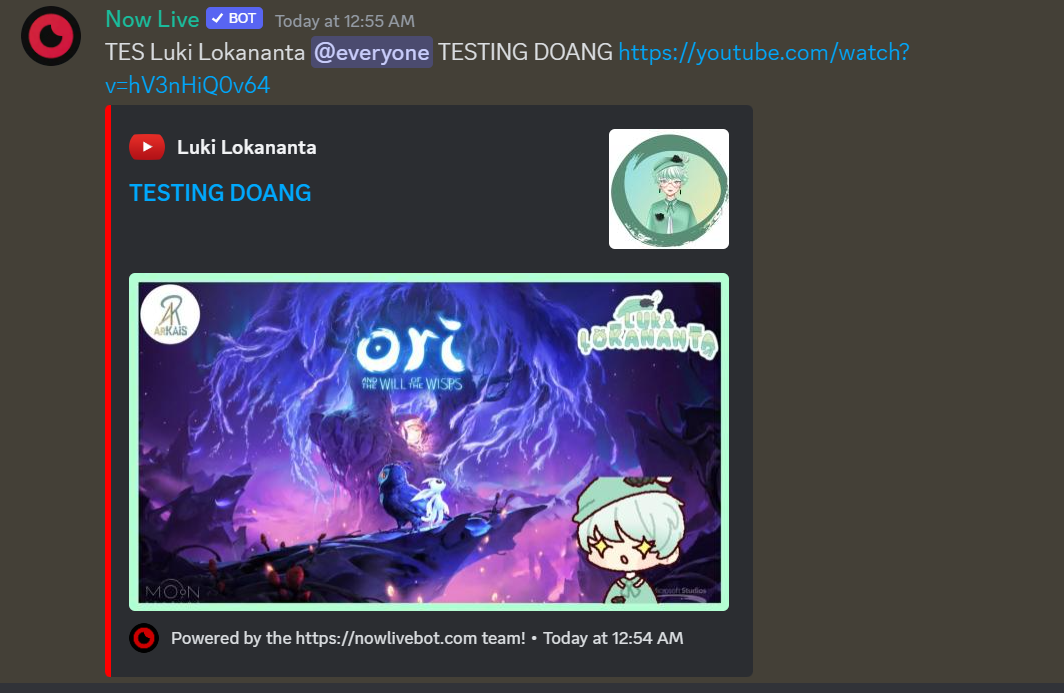 Now Live ✓ BOT Today at 12:55 AM
TES Luki Lokananta @everyone TESTING DOANG https://youtube.com/watch?
v=hV3nHiQ0v64
Luki Lokananta
TESTING DOANG
ARKAIS
ori
AND THE WILL OF THE WISPS
LUKI
LOKANANTA
MOON
Microsoft Studios
Powered by the https://nowlivebot.com team! • Today at 12:54 AM